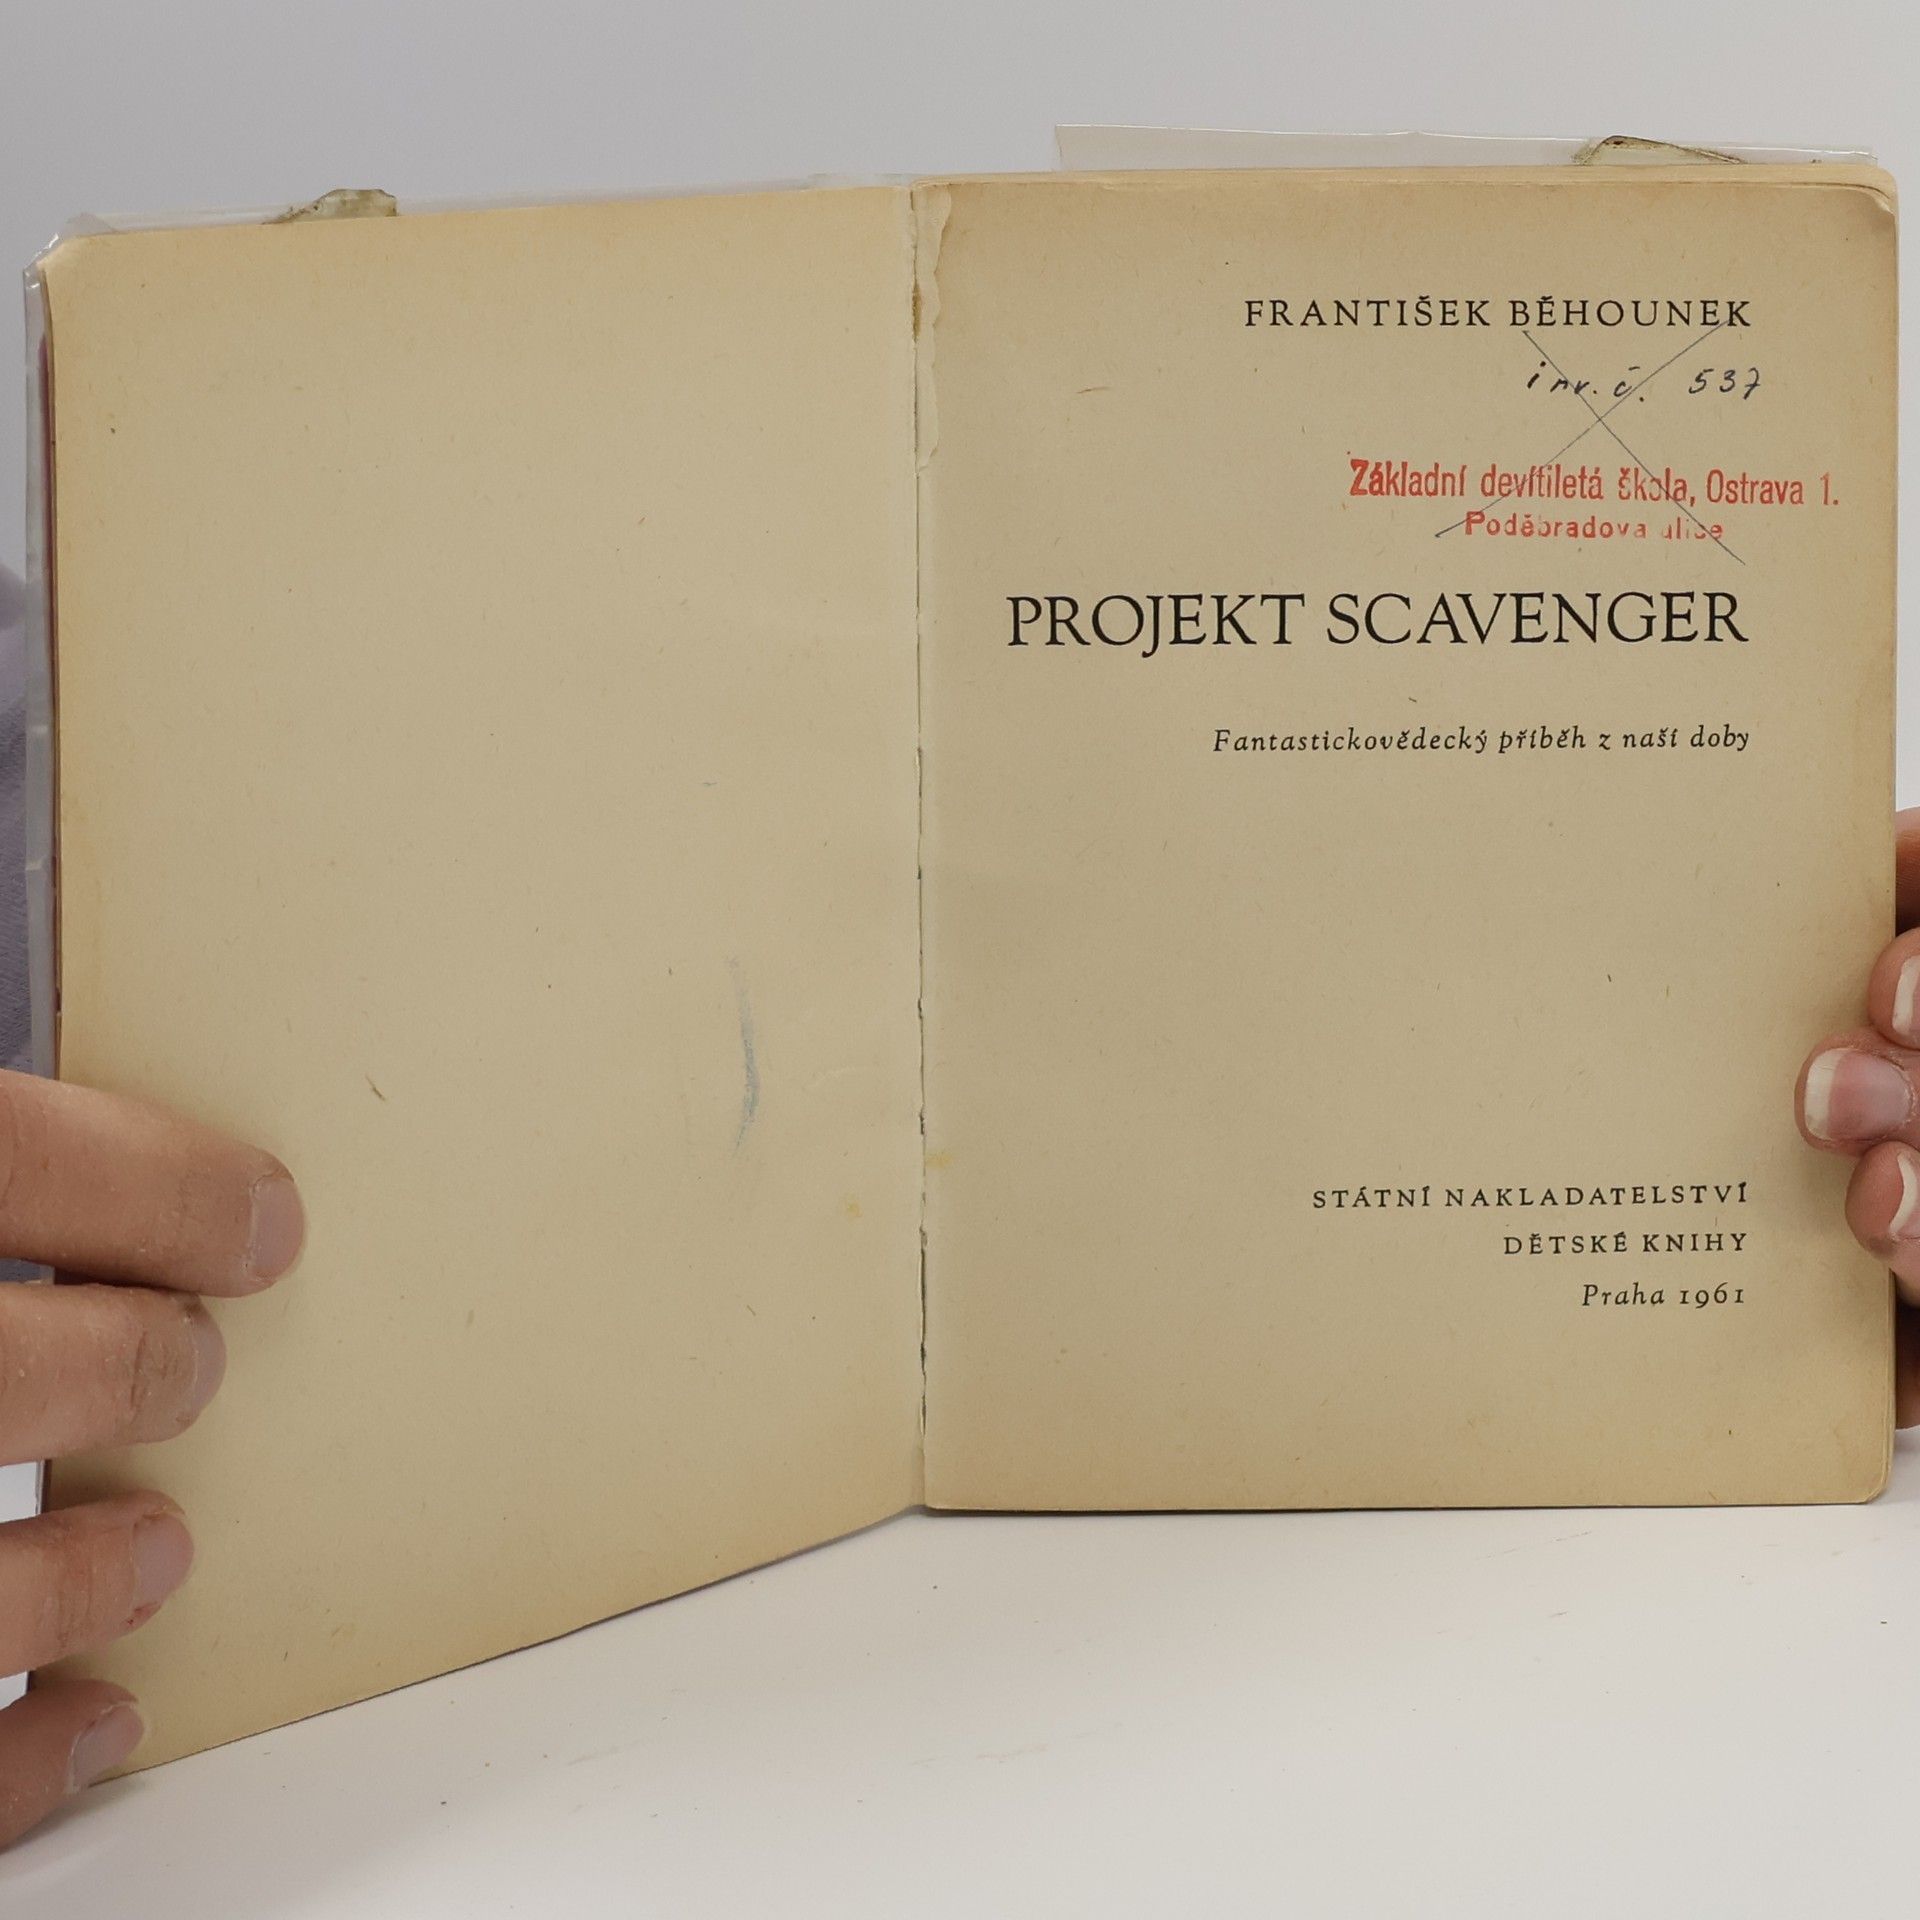 FRANTIŠEK BĚHOUNEK
inv. č. 537
Základní devítiletá škola, Ostrava 1.
Poděbradova ulice
PROJEKT SCAVENGER
Fantastickovědecký příběh z naší doby
STÁTNÍ NAKLADATELSTVÍ
DĚTSKÉ KNIHY
Praha 1961